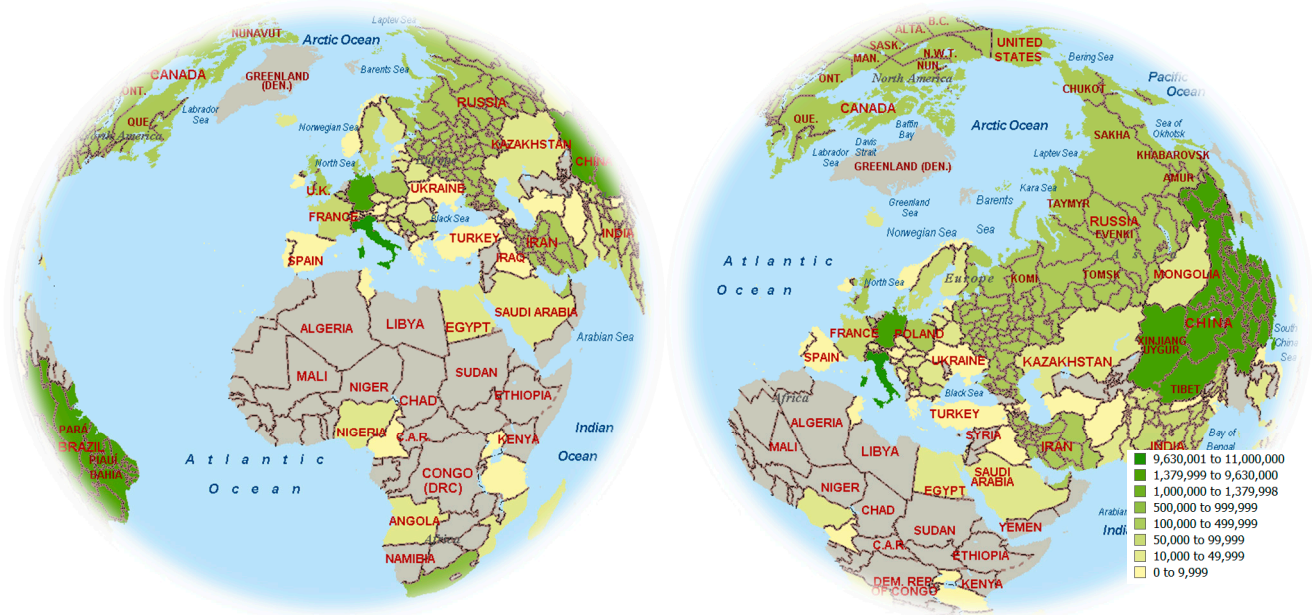 NUNAVUT
Laptev Sea
Arctic Ocean
Barents Sea
CANADA
GREENLAND
(DEN.)
ONT.
Labrador
Sea
QUE.
North America
RUSSIA
Norwegian Sea
KAZAKHSTAN
North Sea
Europe
CHINA
U.K.
UKRAINE
FRANCE
Black Sea
TURKEY
INDIA
IRAN
SPAIN
IRAQ
SAUDI ARABIA
ALGERIA
LIBYA
EGYPT
Arabian Sea
MALI
NIGER
SUDAN
CHAD
ETHIOPIA
NIGERIA
C.A.R.
KENYA
Indian
Ocean
PARÁ
BRAZIL
PIAUI
BAHIA
Atlantic
Ocean
CONGO
(DRC)
ANGOLA
Africa
NAMIBIA
B.C.
ALTA.
SASK.
MAN.
N.W.T.
NUN.
UNITED
STATES
Bering Sea
ONT.
North America
Pacific
Ocean
CHUKOT
CANADA
QUE.
Baffin
Bay
Arctic Ocean
Sea of
Okhotsk
SAKHA
Labrador
Sea
Davis
Strait
Laptev Sea
KHABAROVSK
GREENLAND (DEN.)
AMUR
Kara Sea
Barents
Sea
Greenland
Sea
TAYMYR
RUSSIA
EVENKI
Norwegian Sea
Atlantic
Ocean
North Sea
Europe
KOMI
TOMSK
MONGOLIA
FRANCE
POLAND
CHINA
South
China
Sea
XINJIANG
UYGUR
SPAIN
UKRAINE
KAZAKHSTAN
TIBET
Black Sea
Africa
TURKEY
ALGERIA
SYRIA
Bay of
Bengal
MALI
LIBYA
IRAN
INDIA
SAUDI
ARABIA
NIGER
EGYPT
CHAD
Arabian
SUDAN
YEMEN
C.A.R.
ETHIOPIA
DEM. REP.
OF CONGO
KENYA
9,630,001 to 11,000,000
1,379,999 to 9,630,000
1,000,000 to 1,379,998
500,000 to 999,999
100,000 to 499,999
50,000 to 99,999
10,000 to 49,999
0 to 9,999